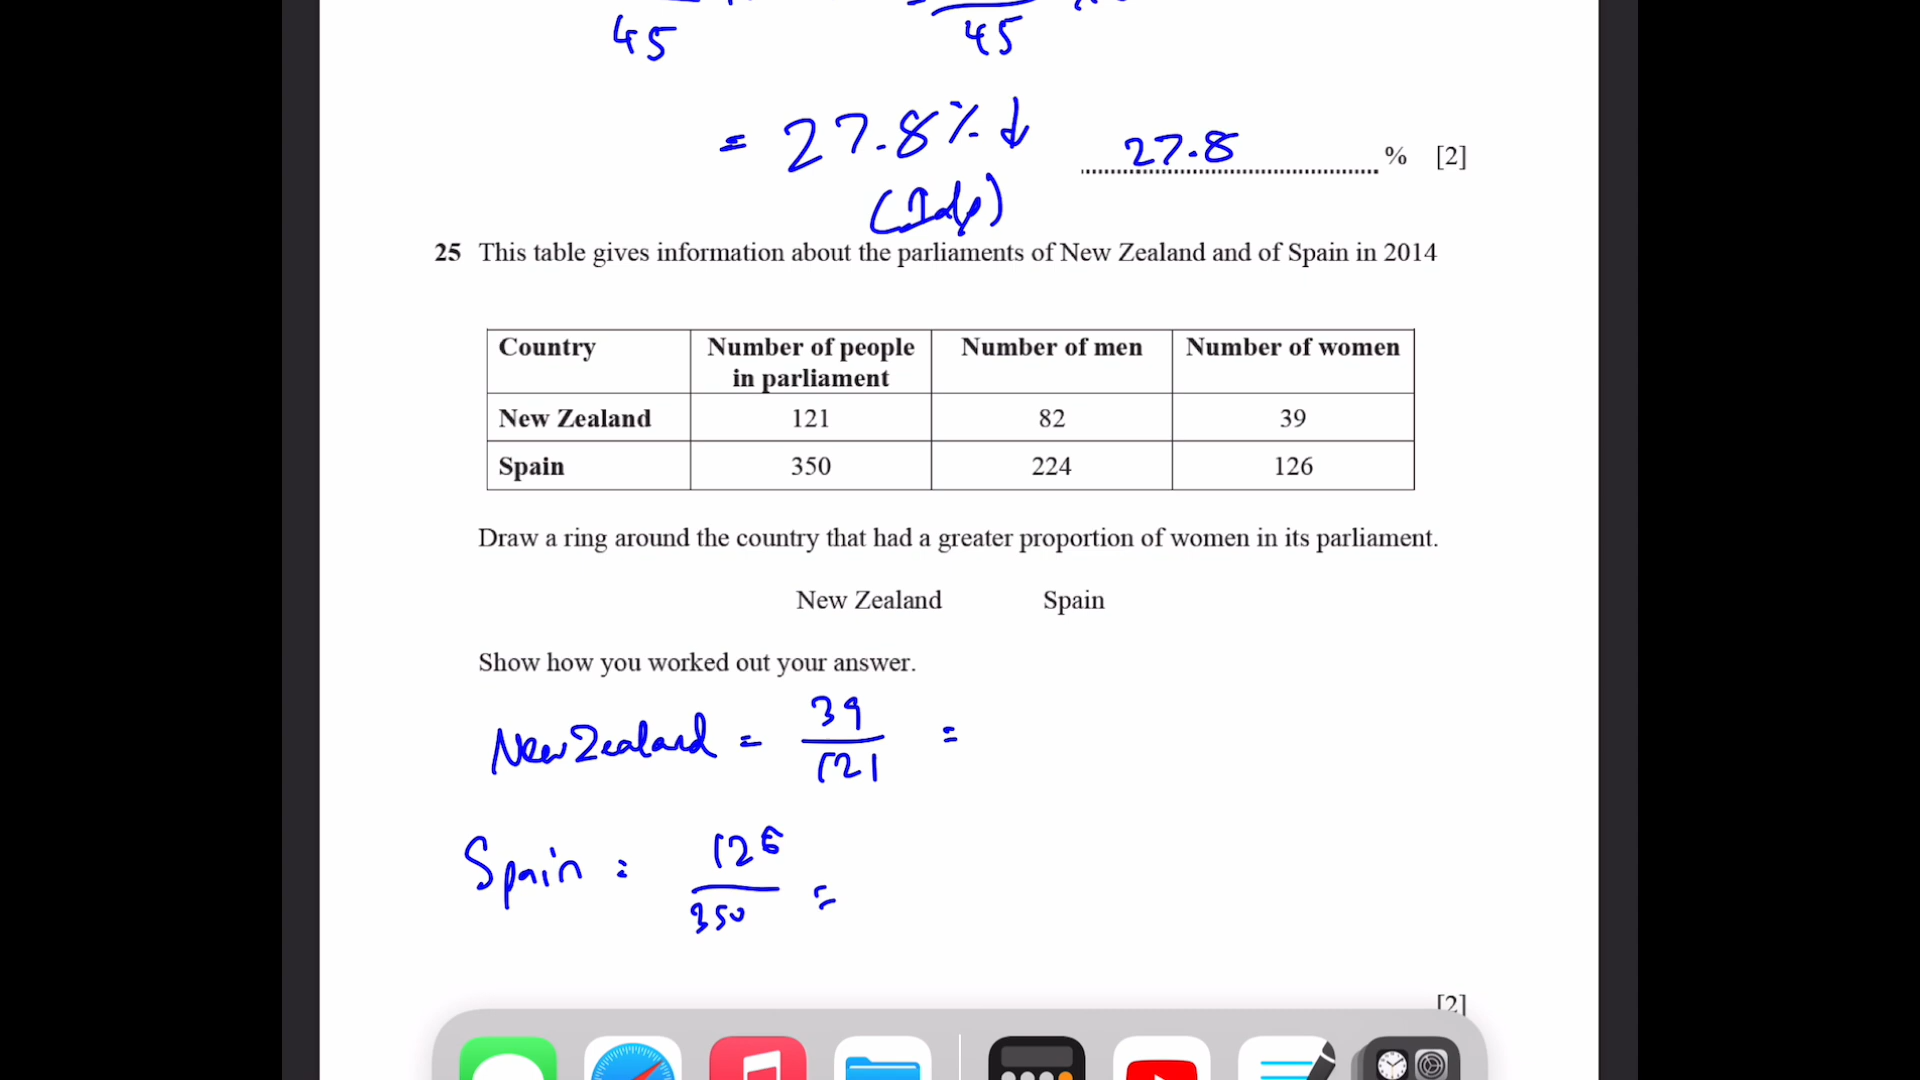 45 45
= 27.8% ↓ 27.8 % [2]
(1dp)
25 This table gives information about the parliaments of New Zealand and of Spain in 2014
Country Number of people in parliament Number of men Number of women
New Zealand 121 82 39
Spain 350 224 126
Draw a ring around the country that had a greater proportion of women in its parliament.
New Zealand Spain
Show how you worked out your answer.
New Zealand = 39/121 =
Spain = 126/350 =
[2]